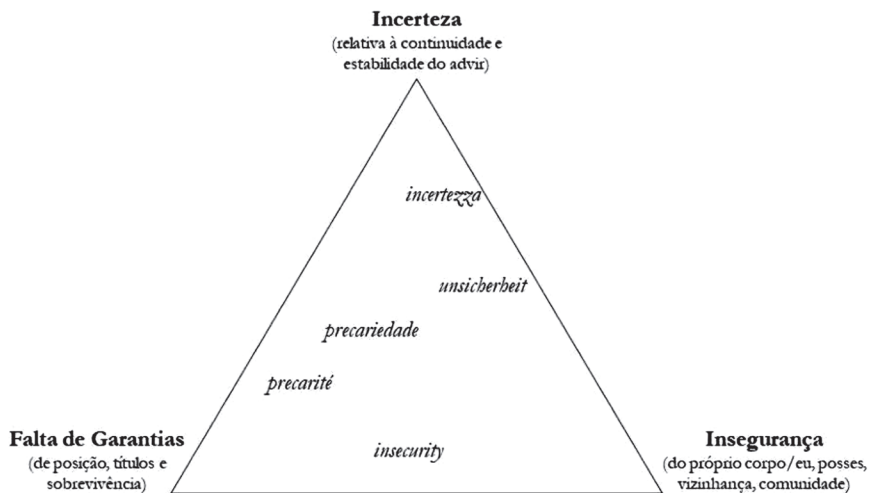 Incerteza
(relativa à continuidade e
estabilidade do advir)
incertezza
unsicherheit
precariedade
precarité
insecurity
Falta de Garantias
(de posição, títulos e
sobrevivência)
Insegurança
(do próprio corpo/eu, posses,
vizinhança, comunidade)